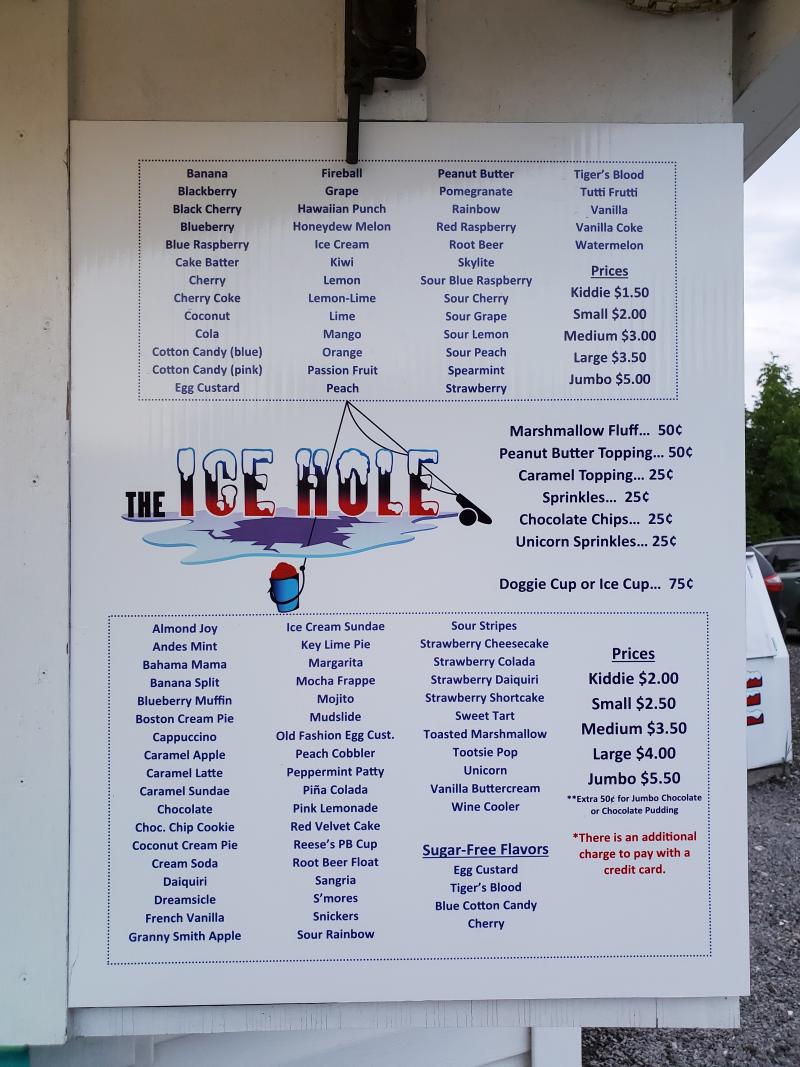 Banana
Blackberry
Black Cherry
Blueberry
Blue Raspberry
Cake Batter
Cherry
Cherry Coke
Coconut
Cola
Cotton Candy (blue)
Cotton Candy (pink)
Egg Custard
Fireball
Grape
Hawaiian Punch
Honeydew Melon
Ice Cream
Kiwi
Lemon
Lemon-Lime
Lime
Mango
Orange
Passion Fruit
Peach
Peanut Butter
Pomegranate
Rainbow
Red Raspberry
Root Beer
Skylite
Sour Blue Raspberry
Sour Cherry
Sour Grape
Sour Lemon
Sour Peach
Spearmint
Strawberry
Tiger's Blood
Tutti Frutti
Vanilla
Vanilla Coke
Watermelon
Prices
Kiddie $1.50
Small $2.00
Medium $3.00
Large $3.50
Jumbo $5.00
THE ICE HOLE
Marshmallow Fluff... 50¢
Peanut Butter Topping... 50¢
Caramel Topping... 25¢
Sprinkles... 25¢
Chocolate Chips... 25¢
Unicorn Sprinkles... 25¢
Doggie Cup or Ice Cup... 75¢
Almond Joy
Andes Mint
Bahama Mama
Banana Split
Blueberry Muffin
Boston Cream Pie
Cappuccino
Caramel Apple
Caramel Latte
Caramel Sundae
Chocolate
Choc. Chip Cookie
Coconut Cream Pie
Cream Soda
Daiquiri
Dreamsicle
French Vanilla
Granny Smith Apple
Ice Cream Sundae
Key Lime Pie
Margarita
Mocha Frappe
Mojito
Mudslide
Old Fashion Egg Cust.
Peach Cobbler
Peppermint Patty
Piña Colada
Pink Lemonade
Red Velvet Cake
Reese's PB Cup
Root Beer Float
Sangria
S'mores
Snickers
Sour Rainbow
Sour Stripes
Strawberry Cheesecake
Strawberry Colada
Strawberry Daiquiri
Strawberry Shortcake
Sweet Tart
Toasted Marshmallow
Tootsie Pop
Unicorn
Vanilla Buttercream
Wine Cooler
Sugar-Free Flavors
Egg Custard
Tiger's Blood
Blue Cotton Candy
Cherry
Prices
Kiddie $2.00
Small $2.50
Medium $3.50
Large $4.00
Jumbo $5.50
**Extra 50¢ for Jumbo Chocolate
or Chocolate Pudding
*There is an additional
charge to pay with a
credit card.
E